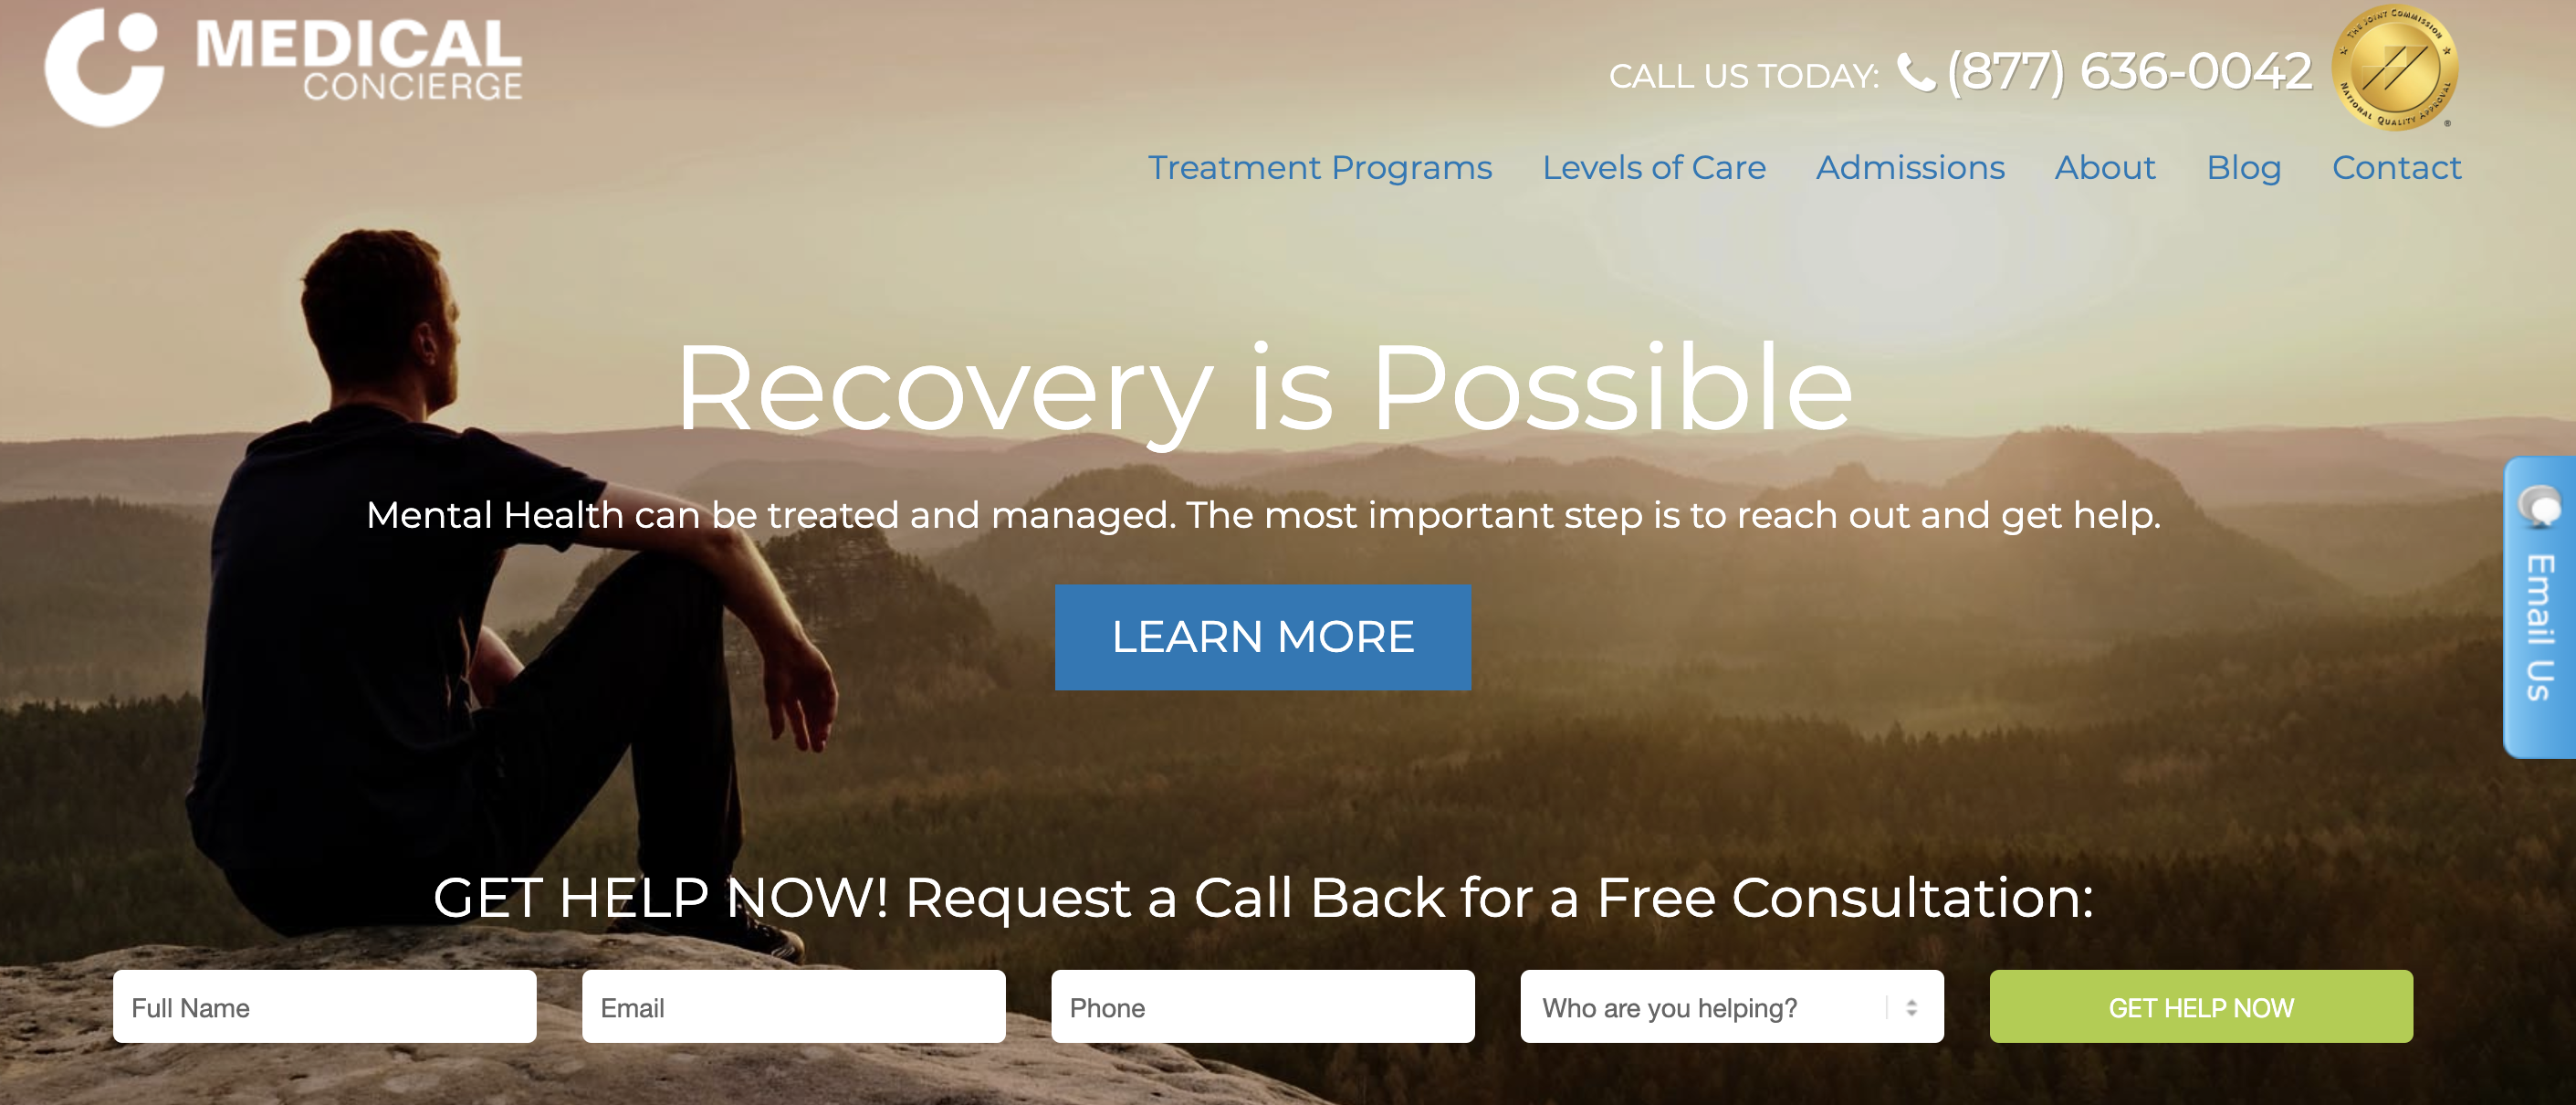 MEDICAL
CONCIERGE
CALL US TODAY: (877) 636-0042
THE JOINT COMMISSION
NATIONAL QUALITY APPROVAL
®
Treatment Programs Levels of Care Admissions About Blog Contact
Recovery is Possible
Mental Health can be treated and managed. The most important step is to reach out and get help.
LEARN MORE
Email Us
GET HELP NOW! Request a Call Back for a Free Consultation:
Full Name Email Phone Who are you helping? GET HELP NOW